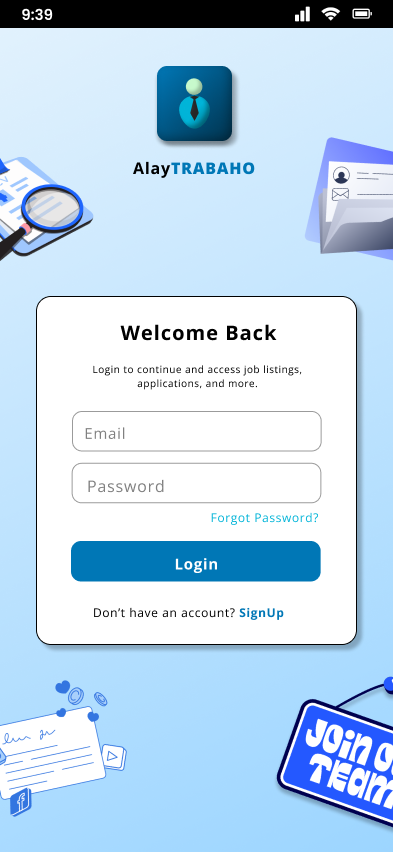 9:39
AlayTRABAHO
Welcome Back
Login to continue and access job listings,
applications, and more.
Email
Password
Forgot Password?
Login
Don't have an account? SignUp
JOIN
TEAM